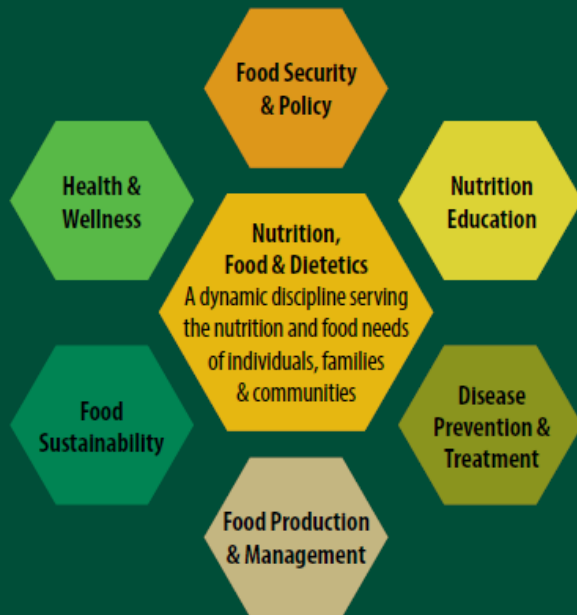 Food Security
& Policy
Health &
Wellness
Nutrition
Education
Nutrition,
Food & Dietetics
A dynamic discipline serving
the nutrition and food needs
of individuals, families
& communities
Food
Sustainability
Disease
Prevention &
Treatment
Food Production
& Management